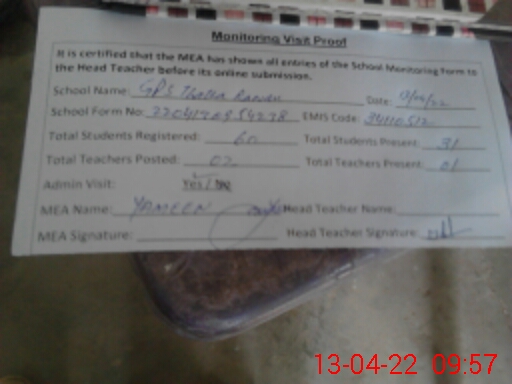 Monitoring Visit Proof
It is certified that the MEA has shown all entries of the School Monitoring Form to
the Head Teacher before its online submission.
School Name: GPS Thatha Date: 13/04/22
School Form No: EMIS Code: 34110512
Total Students Registered: 60 Total Students Present: 31
Total Teachers Posted: 02 Total Teachers Present: 01
Admin Visit: Yes / No
MEA Name: YAMEEN Head Teacher Name:
MEA Signature: Head Teacher Signature:
13-04-22 09:57